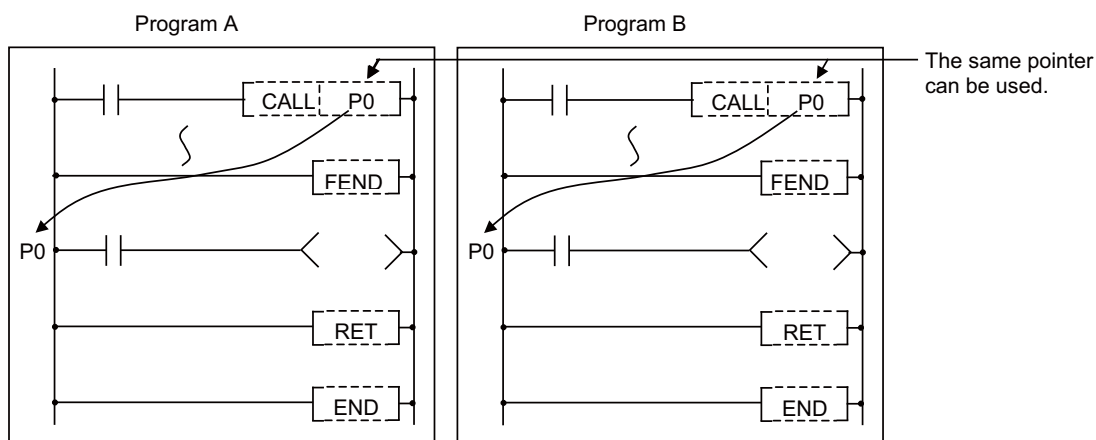 Program A
Program B
The same pointer
can be used.
CALL P0
CALL P0
FEND
FEND
P0
P0
RET
RET
END
END